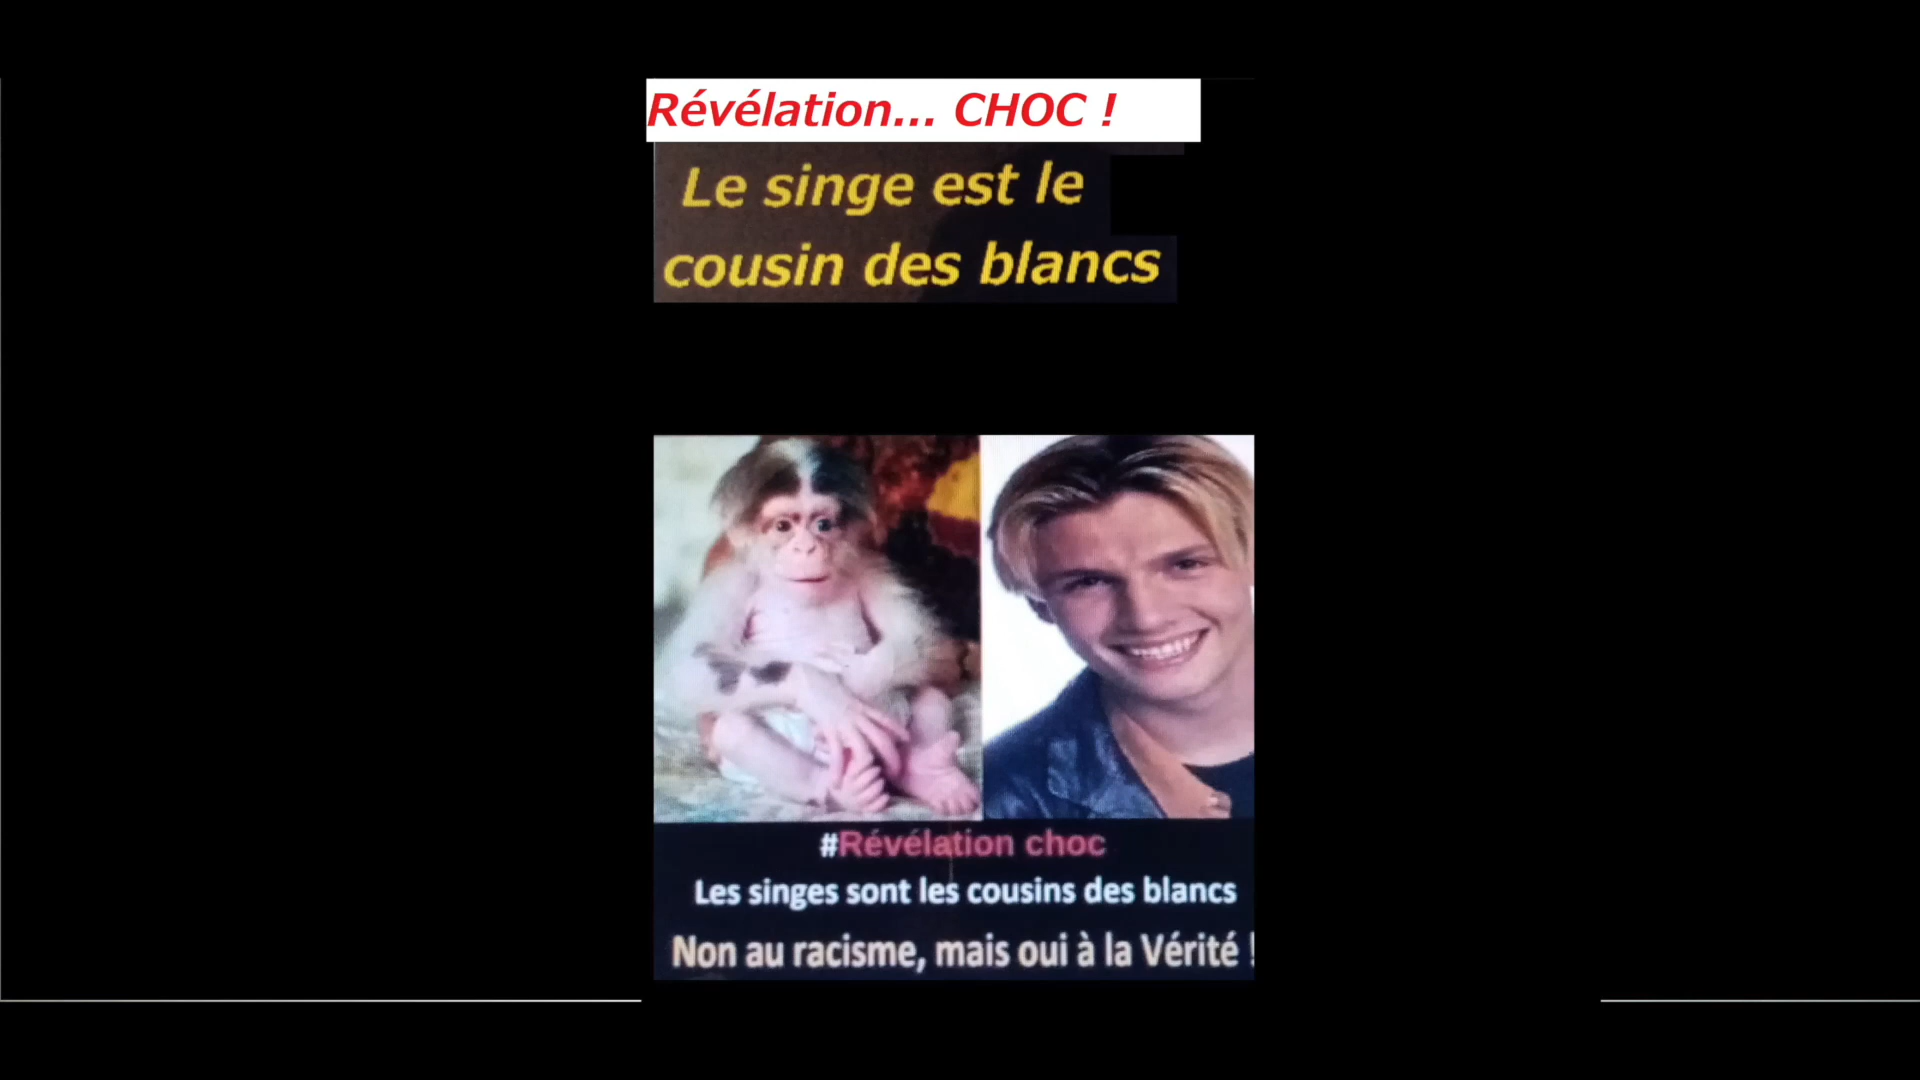 Révélation... CHOC !
Le singe est le
cousin des blancs
#Révélation choc
Les singes sont les cousins des blancs
Non au racisme, mais oui à la Vérité !